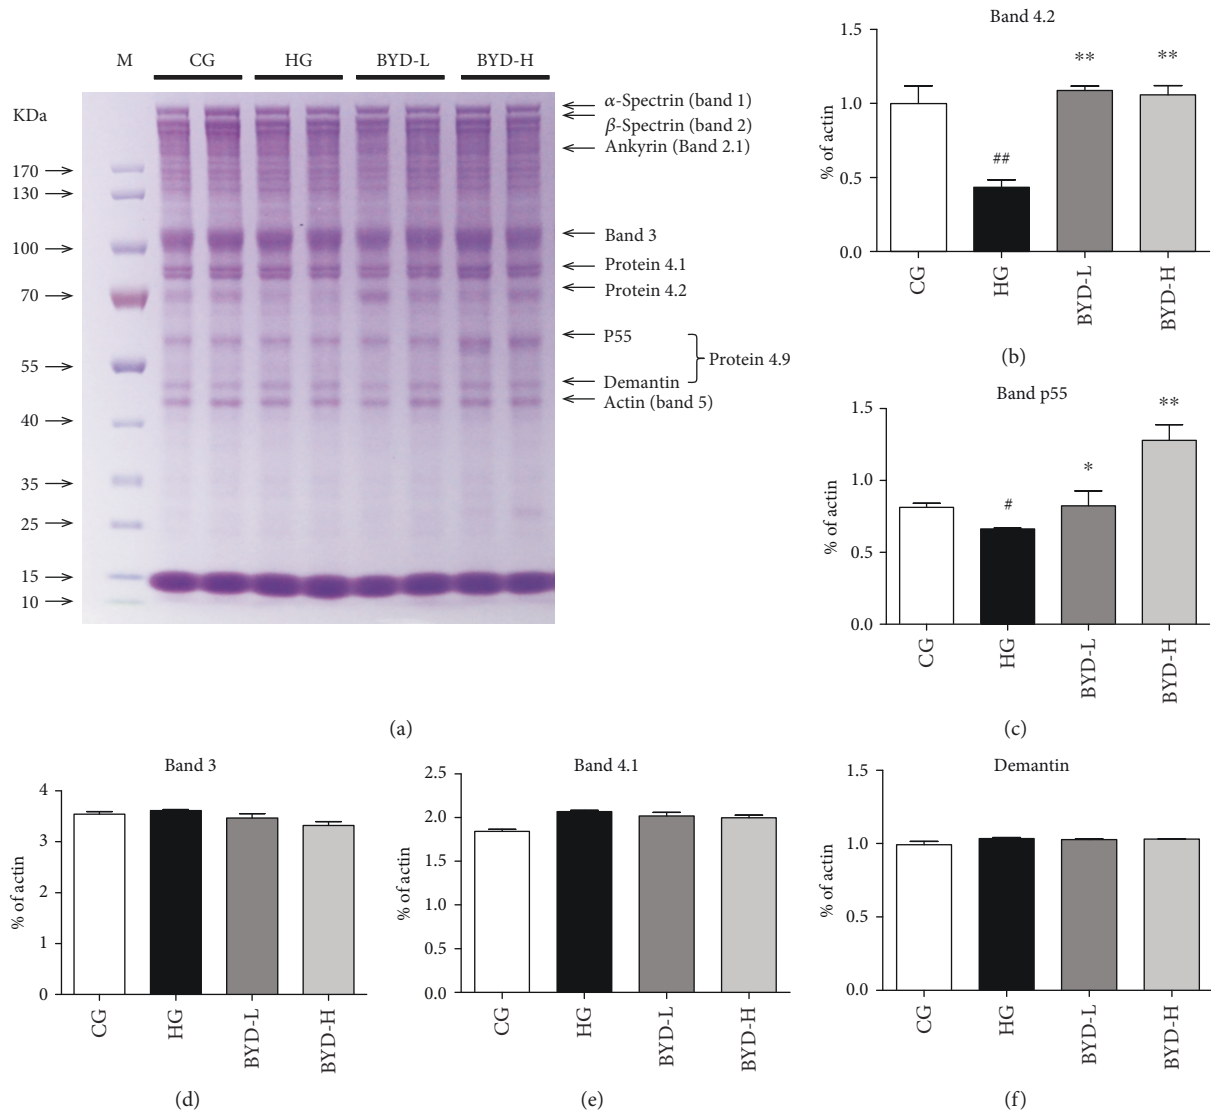 M CG HG BYD-L BYD-H
KDa
170
130
100
70
55
40
35
25
15
10
α-Spectrin (band 1)
β-Spectrin (band 2)
Ankyrin (Band 2.1)
Band 3
Protein 4.1
Protein 4.2
P55
Protein 4.9
Demantin
Actin (band 5)
(a)
Band 4.2
% of actin
1.5
1.0
0.5
0.0
##
**
**
CG HG BYD-L BYD-H
(b)
Band p55
% of actin
1.5
1.0
0.5
0.0
#
*
**
CG HG BYD-L BYD-H
(c)
Band 3
% of actin
4
3
2
1
0
CG HG BYD-L BYD-H
(d)
Band 4.1
% of actin
2.5
2.0
1.5
1.0
0.5
0.0
CG HG BYD-L BYD-H
(e)
Demantin
% of actin
1.5
1.0
0.5
0.0
CG HG BYD-L BYD-H
(f)